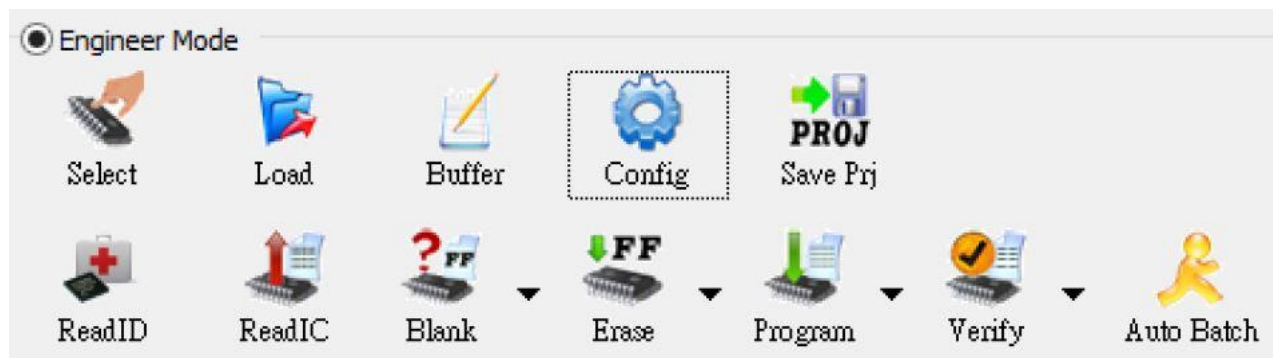 Engineer Mode
PROJ
Select Load Buffer Config Save Prj
FF FF
ReadID ReadIC Blank Erase Program Verify Auto Batch